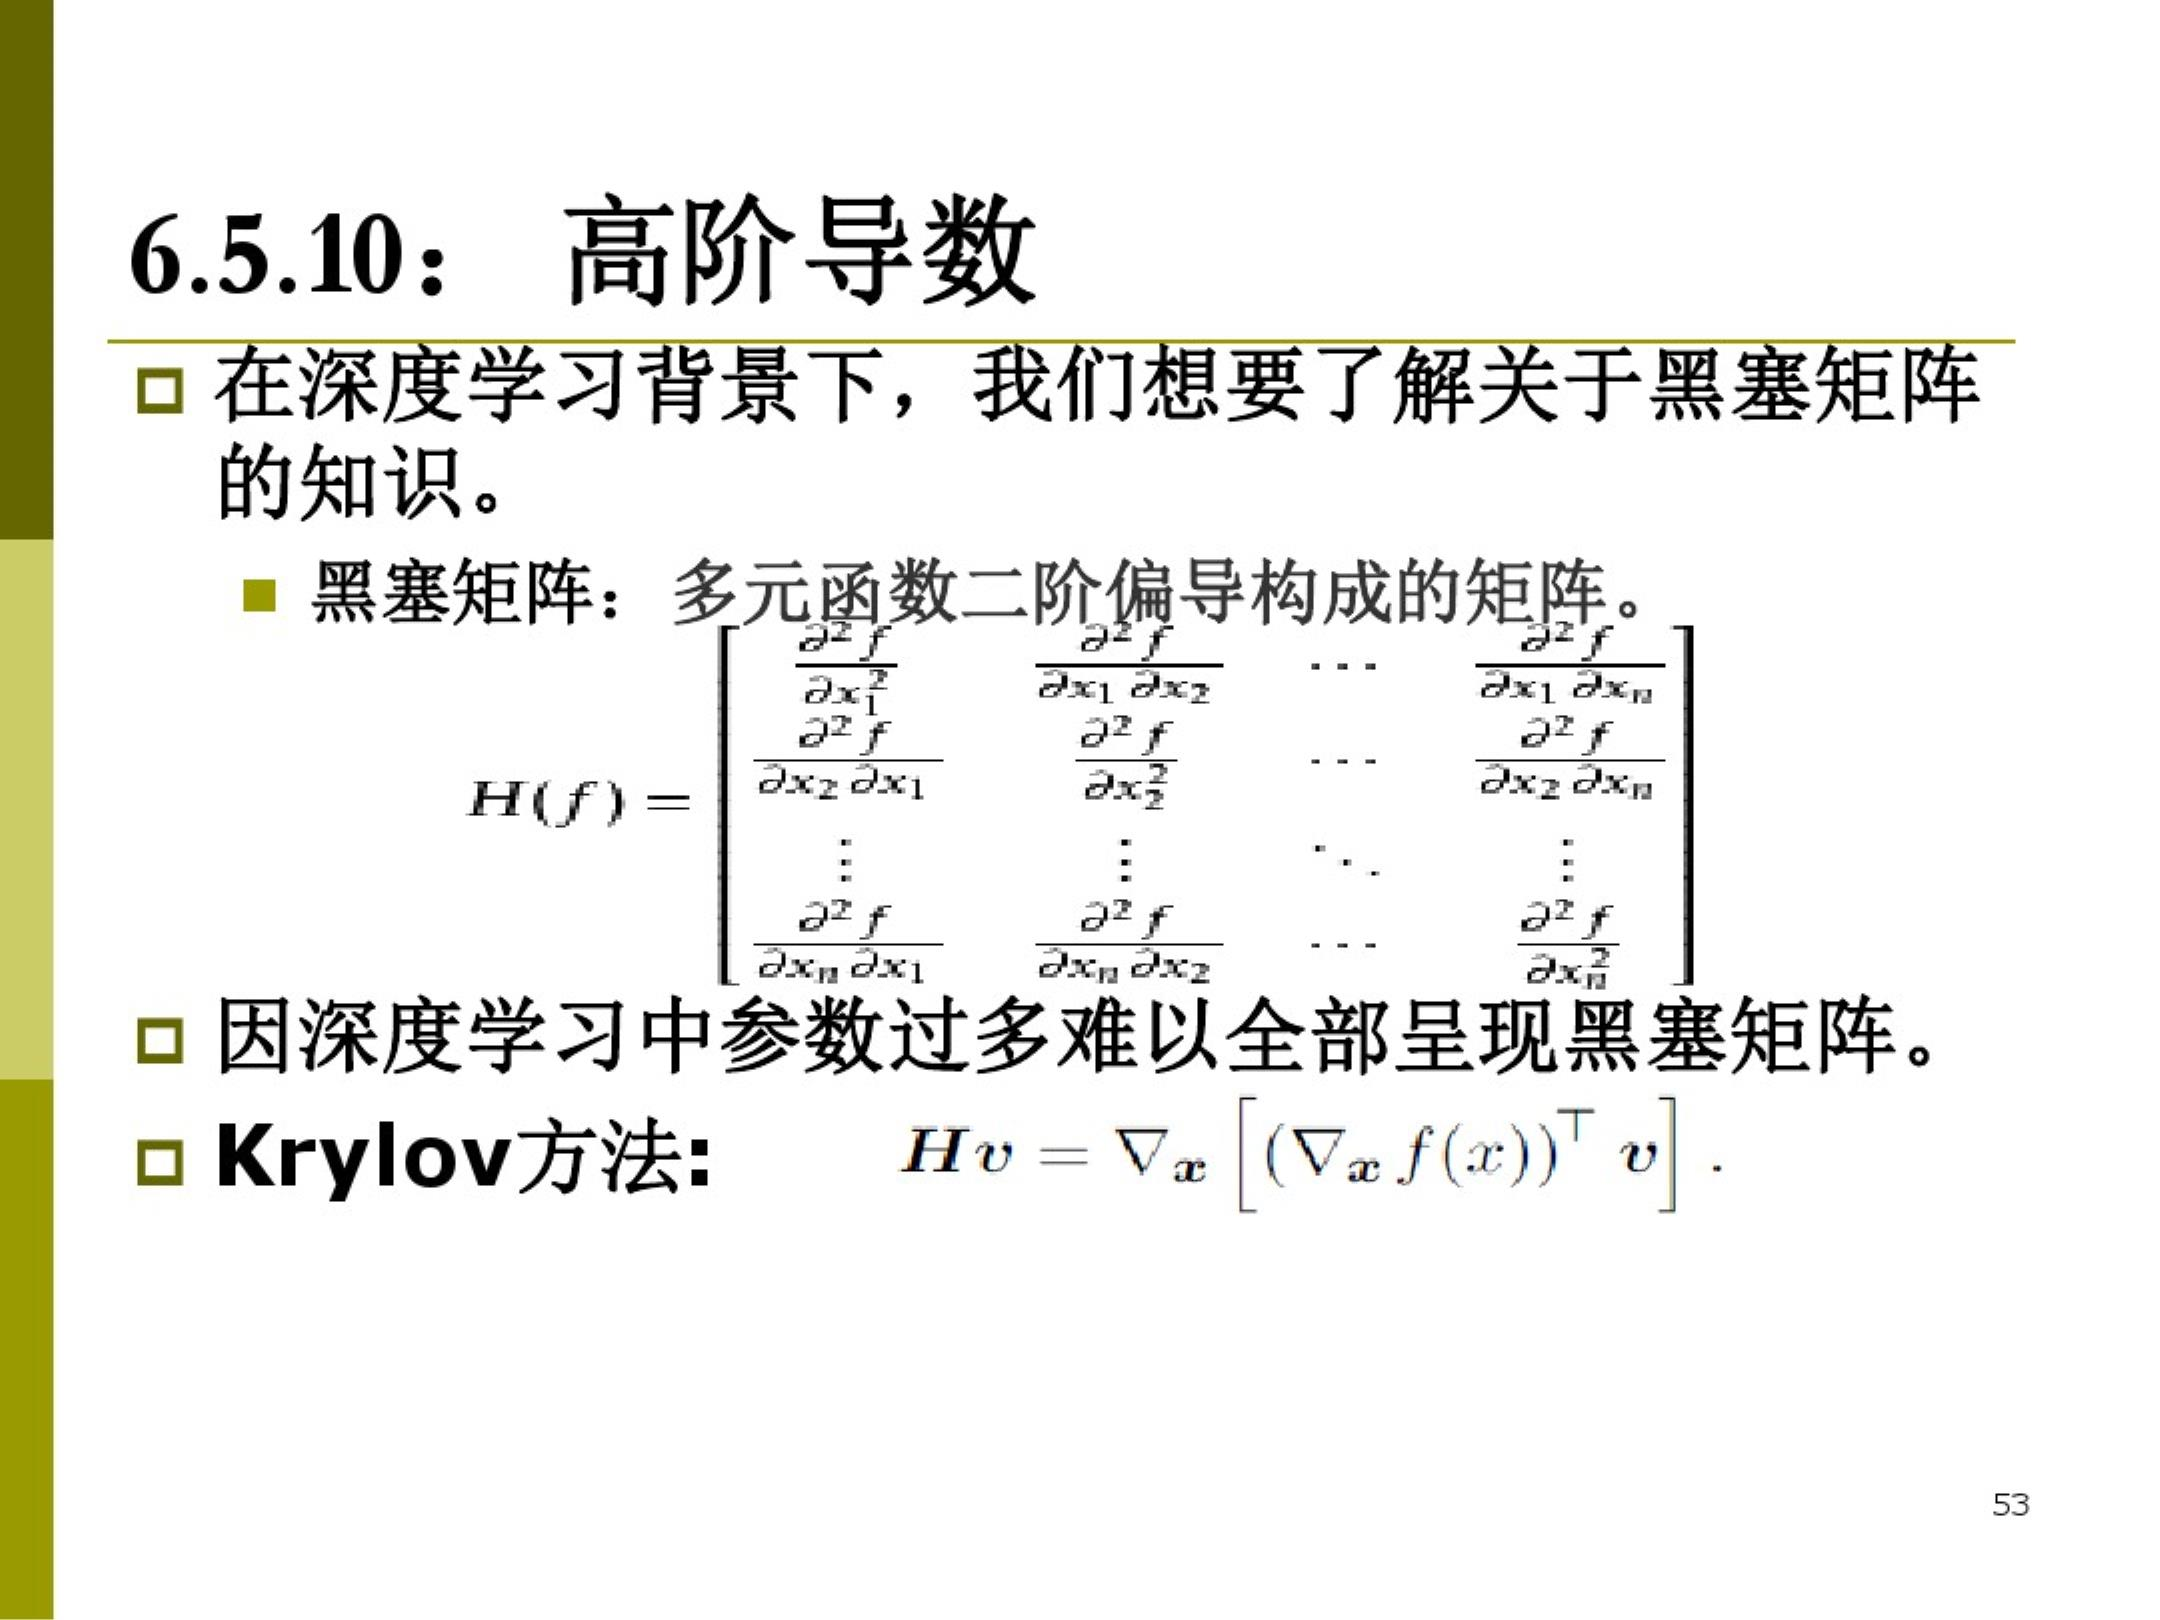 6.5.10： 高阶导数
在深度学习背景下，我们想要了解关于黑塞矩阵
的知识。
黑塞矩阵：多元函数二阶偏导构成的矩阵。
H(f) = [ ∂²f/∂x₁² ∂²f/∂x₁∂x₂ ⋯ ∂²f/∂x₁∂xₙ
∂²f/∂x₂∂x₁ ∂²f/∂x₂² ⋯ ∂²f/∂x₂∂xₙ
⋮ ⋮ ⋱ ⋮
∂²f/∂xₙ∂x₁ ∂²f/∂xₙ∂x₂ ⋯ ∂²f/∂xₙ² ]
因深度学习中参数过多难以全部呈现黑塞矩阵。
Krylov方法: Hv = ∇ₓ [(∇ₓ f(x))⊤ v] .
53